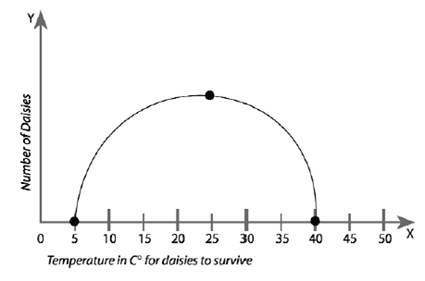 Y
Number of Daisies
0 5 10 15 20 25 30 35 40 45 50 X
Temperature in C° for daisies to survive